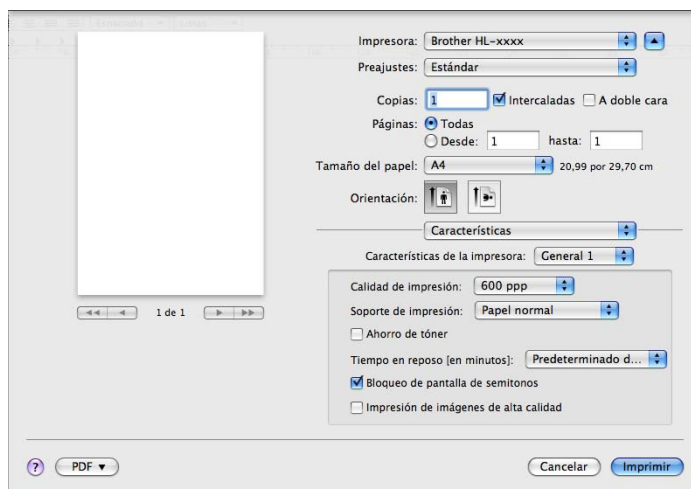 Impresora: Brother HL-xxxx
Preajustes: Estándar
Copias: 1 Intercaladas A doble cara
Páginas: Todas
Desde: 1 hasta: 1
Tamaño del papel: A4 20,99 por 29,70 cm
Orientación:
Características
Características de la impresora: General 1
Calidad de impresión: 600 ppp
Soporte de impresión: Papel normal
1 de 1
Ahorro de tóner
Tiempo en reposo [en minutos]: Predeterminado d...
Bloqueo de pantalla de semitonos
Impresión de imágenes de alta calidad
? PDF Cancelar Imprimir